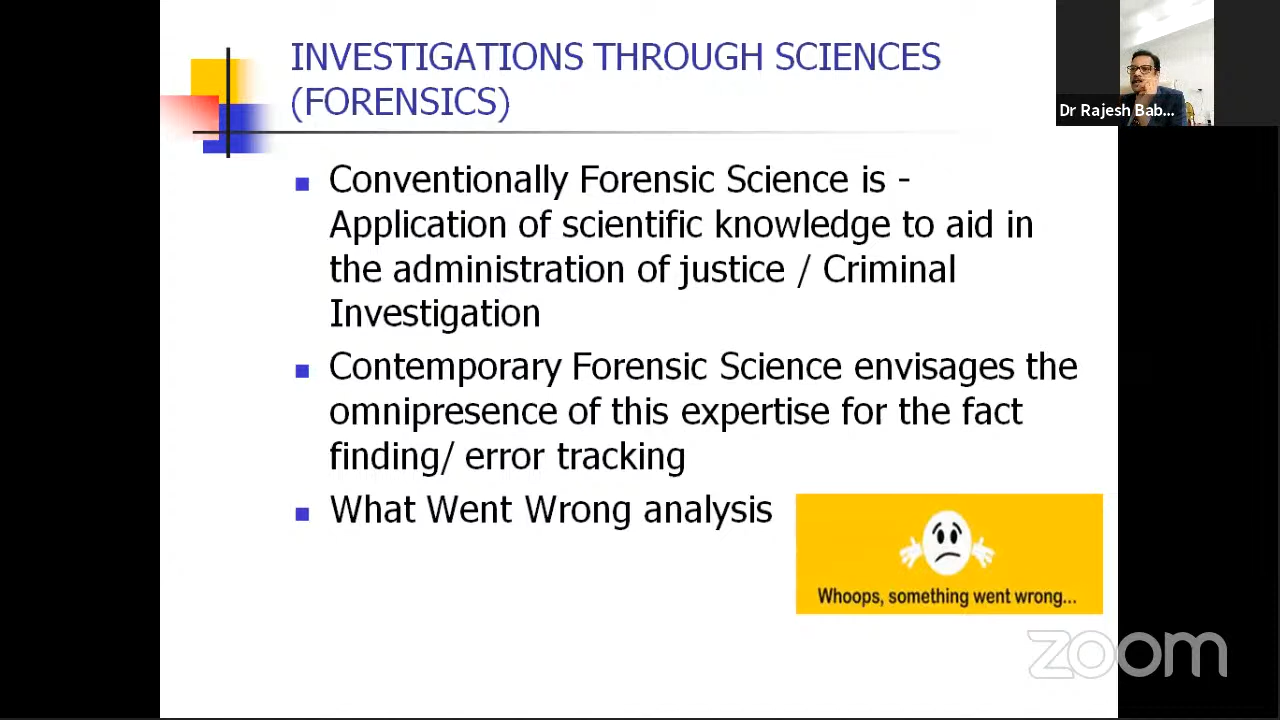 INVESTIGATIONS THROUGH SCIENCES
(FORENSICS)
Dr Rajesh Bab...
Conventionally Forensic Science is -
Application of scientific knowledge to aid in
the administration of justice / Criminal
Investigation
Contemporary Forensic Science envisages the
omnipresence of this expertise for the fact
finding/ error tracking
What Went Wrong analysis
Whoops, something went wrong...
zoom